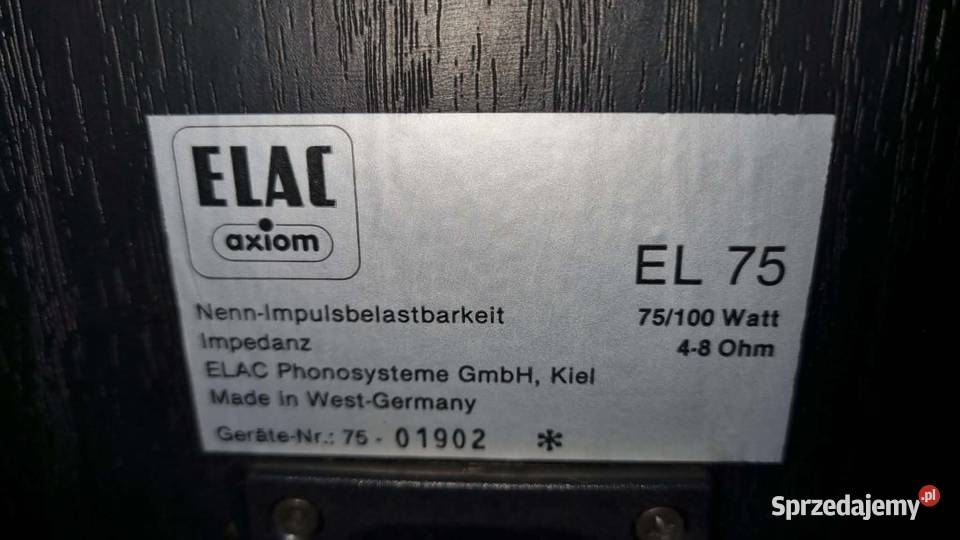 ELAC
axiom
EL 75
Nenn-Impulsbelastbarkeit 75/100 Watt
Impedanz 4-8 Ohm
ELAC Phonosysteme GmbH, Kiel
Made in West-Germany
Geräte-Nr.: 75 - 01902 *
Sprzedajemy.pl